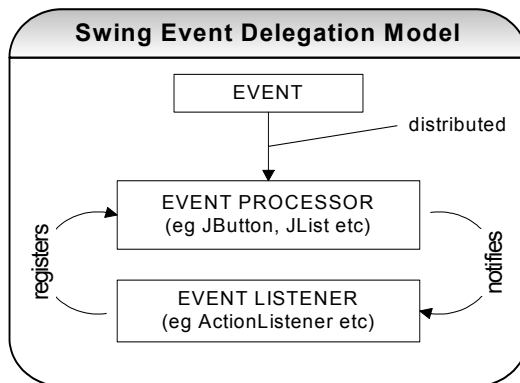 Swing Event Delegation Model
EVENT
distributed
EVENT PROCESSOR
(eg JButton, JList etc)
registers
notifies
EVENT LISTENER
(eg ActionListener etc)